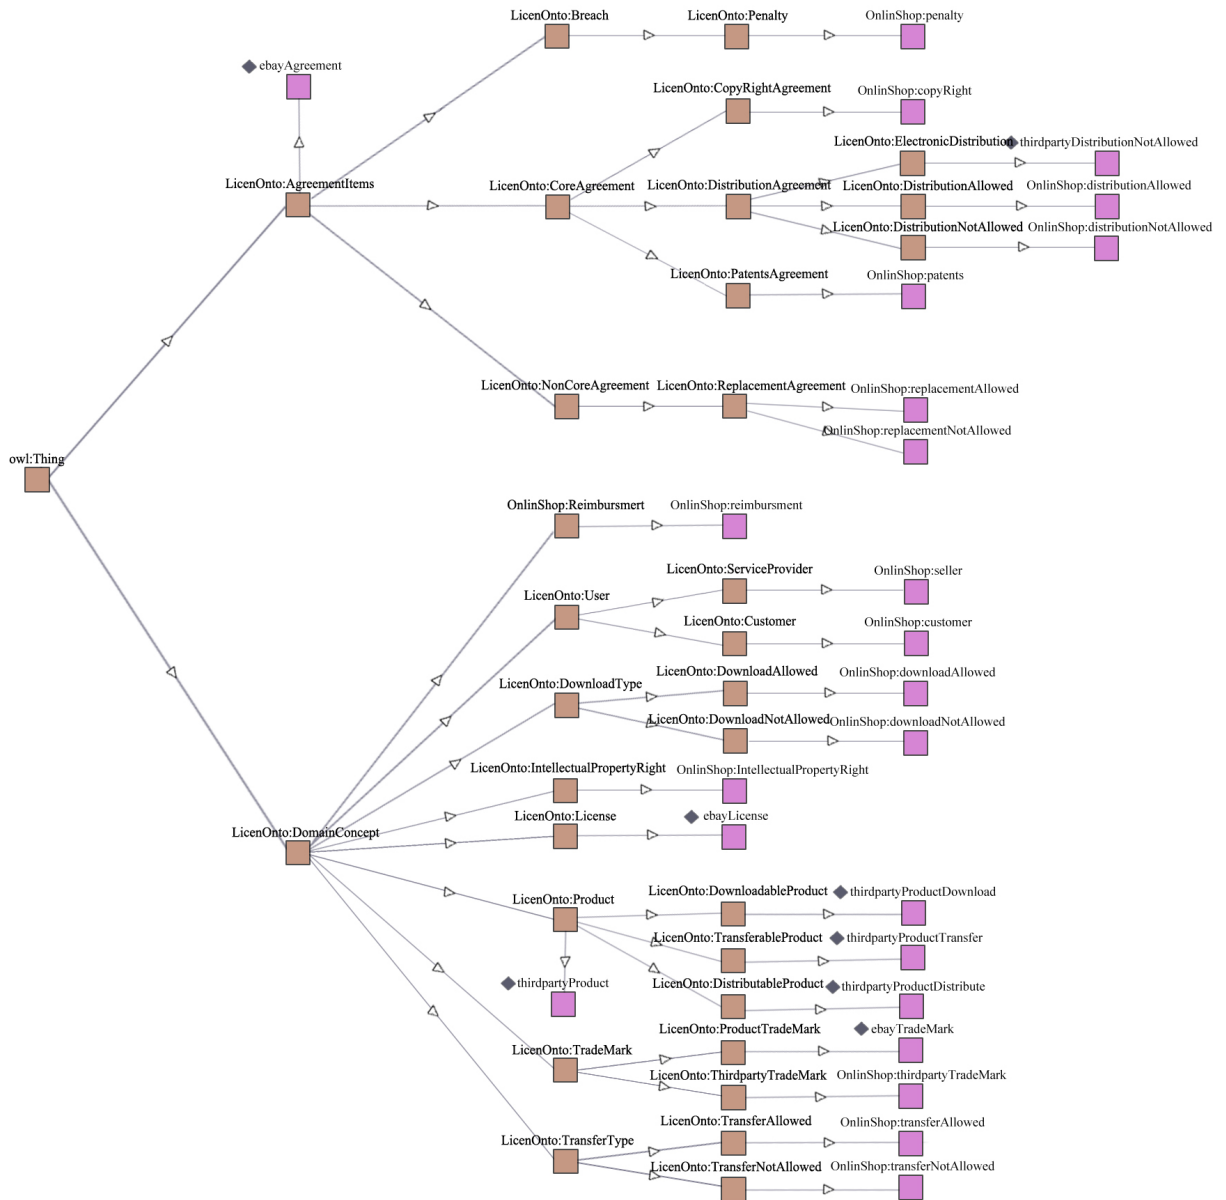 LicenOnto:Breach
LicenOnto:Penalty
OnlinShop:penalty
ebayAgreement
LicenOnto:CopyRightAgreement
OnlinShop:copyRight
LicenOnto:ElectronicDistribution
thirdpartyDistributionNotAllowed
LicenOnto:AgreementItems
LicenOnto:CoreAgreement
LicenOnto:DistributionAgreement
LicenOnto:DistributionAllowed
OnlinShop:distributionAllowed
LicenOnto:DistributionNotAllowed
OnlinShop:distributionNotAllowed
LicenOnto:PatentsAgreement
OnlinShop:patents
LicenOnto:NonCoreAgreement
LicenOnto:ReplacementAgreement
OnlinShop:replacementAllowed
OnlinShop:replacementNotAllowed
owl:Thing
OnlinShop:Reimbursmert
OnlinShop:reimbursment
LicenOnto:ServiceProvider
OnlinShop:seller
LicenOnto:User
LicenOnto:Customer
OnlinShop:customer
LicenOnto:DownloadType
LicenOnto:DownloadAllowed
OnlinShop:downloadAllowed
LicenOnto:DownloadNotAllowed
OnlinShop:downloadNotAllowed
LicenOnto:IntellectualPropertyRight
OnlinShop:IntellectualPropertyRight
LicenOnto:License
ebayLicense
LicenOnto:DomainConcept
LicenOnto:Product
LicenOnto:DownloadableProduct
thirdpartyProductDownload
LicenOnto:TransferableProduct
thirdpartyProductTransfer
thirdpartyProduct
LicenOnto:DistributableProduct
thirdpartyProductDistribute
LicenOnto:ProductTradeMark
ebayTradeMark
LicenOnto:TradeMark
LicenOnto:ThirdpartyTradeMark
OnlinShop:thirdpartyTradeMark
LicenOnto:TransferAllowed
OnlinShop:transferAllowed
LicenOnto:TransferType
LicenOnto:TransferNotAllowed
OnlinShop:transferNotAllowed